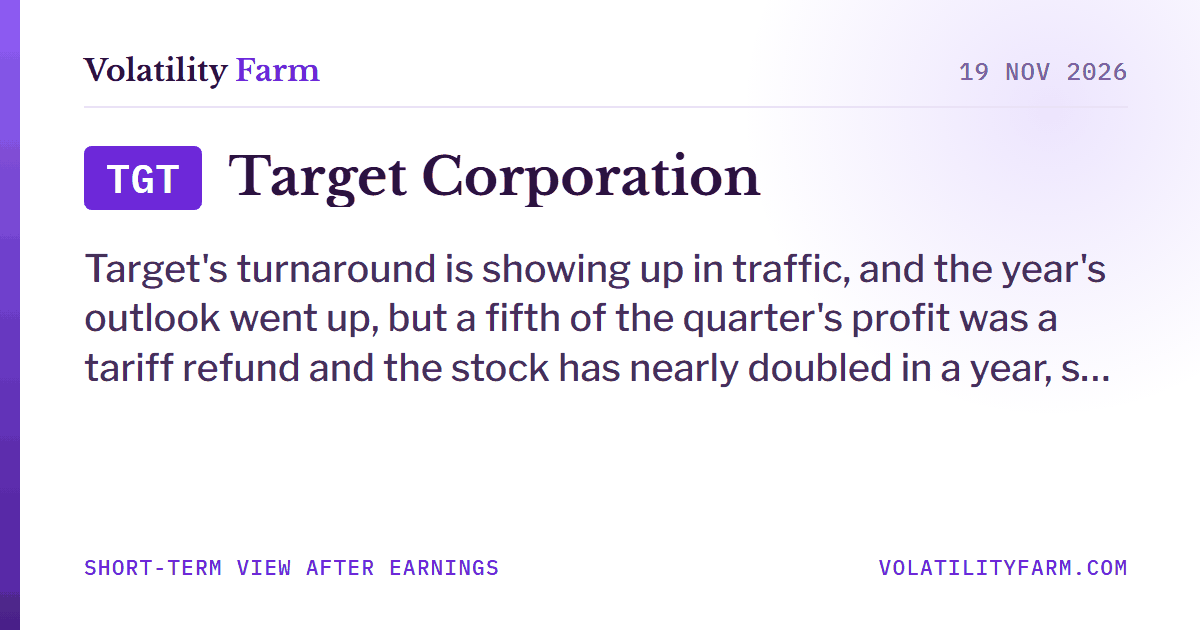 Volatility Farm
19 NOV 2026
TGT Target Corporation
Target's turnaround is showing up in traffic, and the year's
outlook went up, but a fifth of the quarter's profit was a
tariff refund and the stock has nearly doubled in a year, s...
SHORT-TERM VIEW AFTER EARNINGS
VOLATILITYFARM.COM